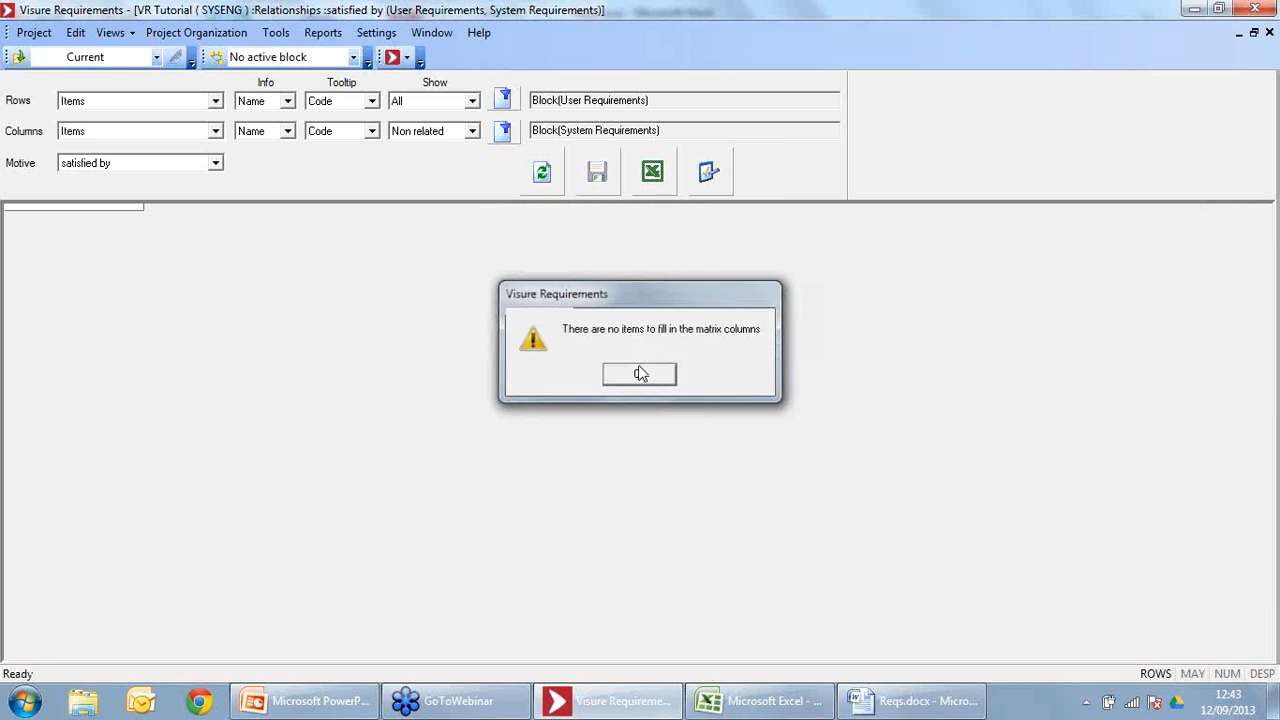 Visure Requirements - [VR Tutorial ( SYSENG ) :Relationships :satisfied by (User Requirements, System Requirements)]
Project Edit Views Project Organization Tools Reports Settings Window Help
Current No active block
Info Tooltip Show
Rows Items Name Code All Block(User Requirements)
Columns Items Name Code Non related Block(System Requirements)
Motive satisfied by
Visure Requirements
There are no items to fill in the matrix columns
Ready ROWS MAY NUM DESP
Microsoft PowerP... GoToWebinar Visure Requireme... Microsoft Excel - ... Reqs.docx - Micro...
12:43
12/09/2013